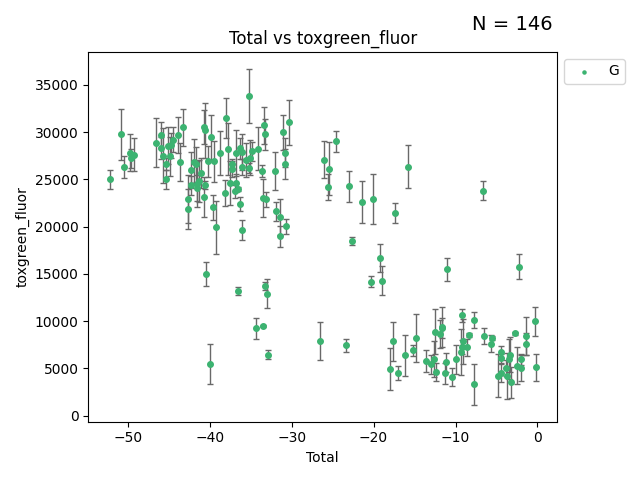 N = 146
Total vs toxgreen_fluor
G
35000
30000
25000
20000
15000
10000
5000
0
toxgreen_fluor
−50 −40 −30 −20 −10 0
Total